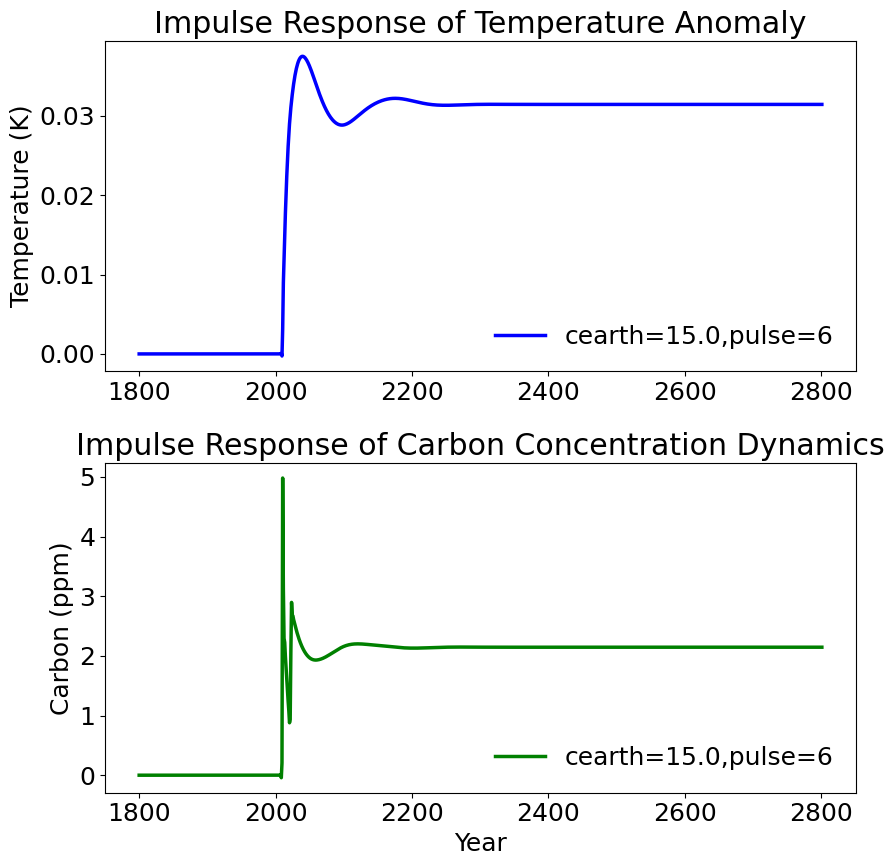 Impulse Response of Temperature Anomaly
Temperature (K)
0.03
0.02
0.01
0.00
cearth=15.0,pulse=6
1800 2000 2200 2400 2600 2800
Impulse Response of Carbon Concentration Dynamics
Carbon (ppm)
5
4
3
2
1
0
cearth=15.0,pulse=6
1800 2000 2200 2400 2600 2800
Year